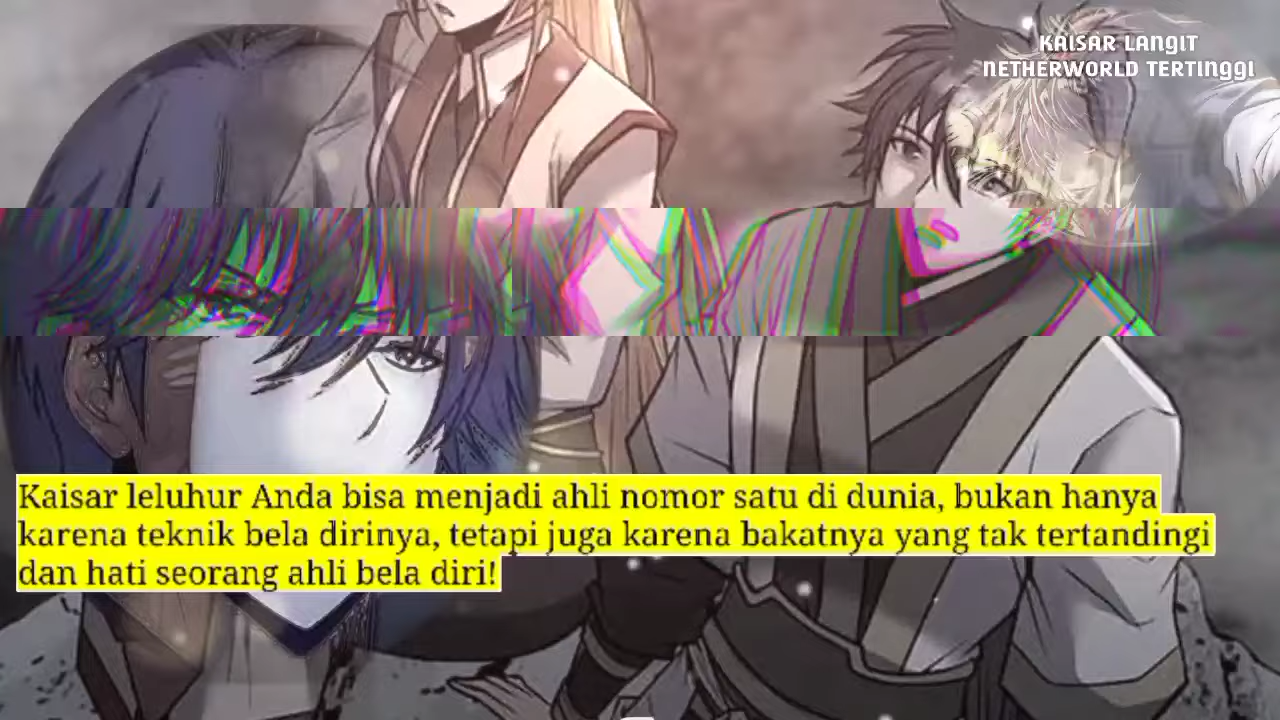 KAISAR LANGIT
NETHERWORLD TERTINGGI
Kaisar leluhur Anda bisa menjadi ahli nomor satu di dunia, bukan hanya
karena teknik bela dirinya, tetapi juga karena bakatnya yang tak tertandingi
dan hati seorang ahli bela diri!